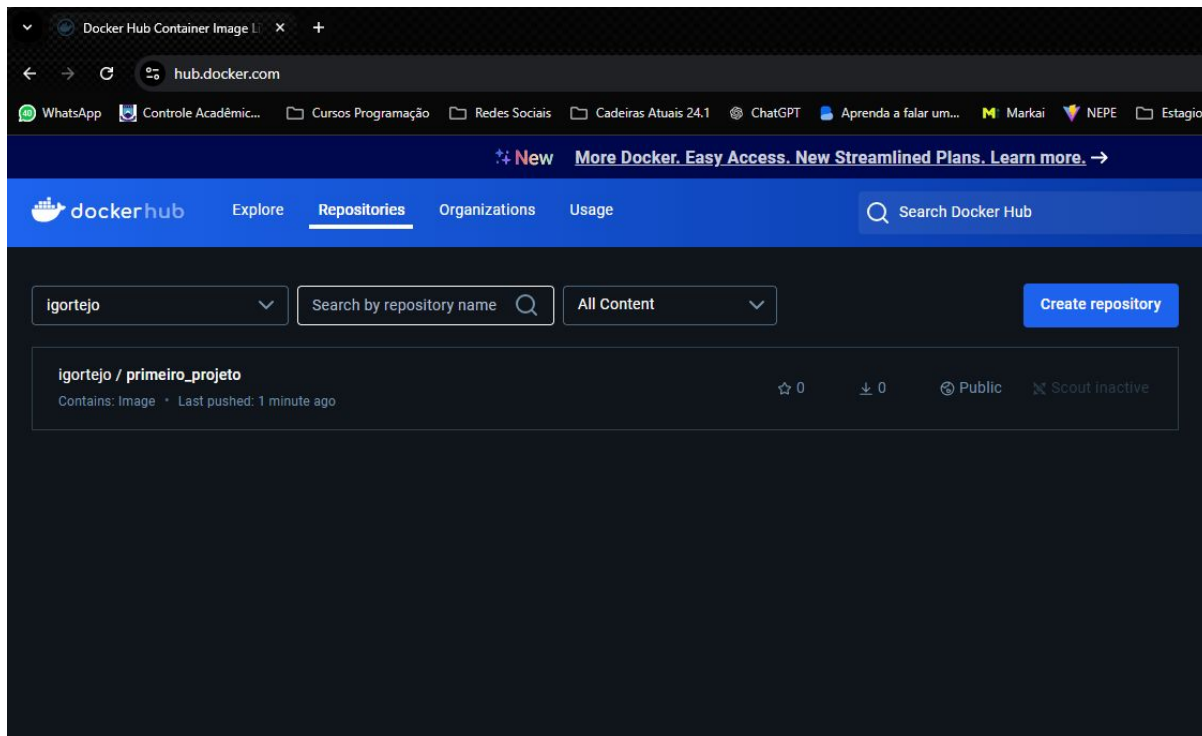 Docker Hub Container Image Li
hub.docker.com
WhatsApp Controle Acadêmic... Cursos Programação Redes Sociais Cadeiras Atuais 24.1 ChatGPT Aprenda a falar um... Markai NEPE Estagio
New More Docker. Easy Access. New Streamlined Plans. Learn more. →
dockerhub Explore Repositories Organizations Usage Search Docker Hub
igortejo Search by repository name All Content Create repository
igortejo / primeiro_projeto
0 0 Public Scout inactive
Contains: Image • Last pushed: 1 minute ago